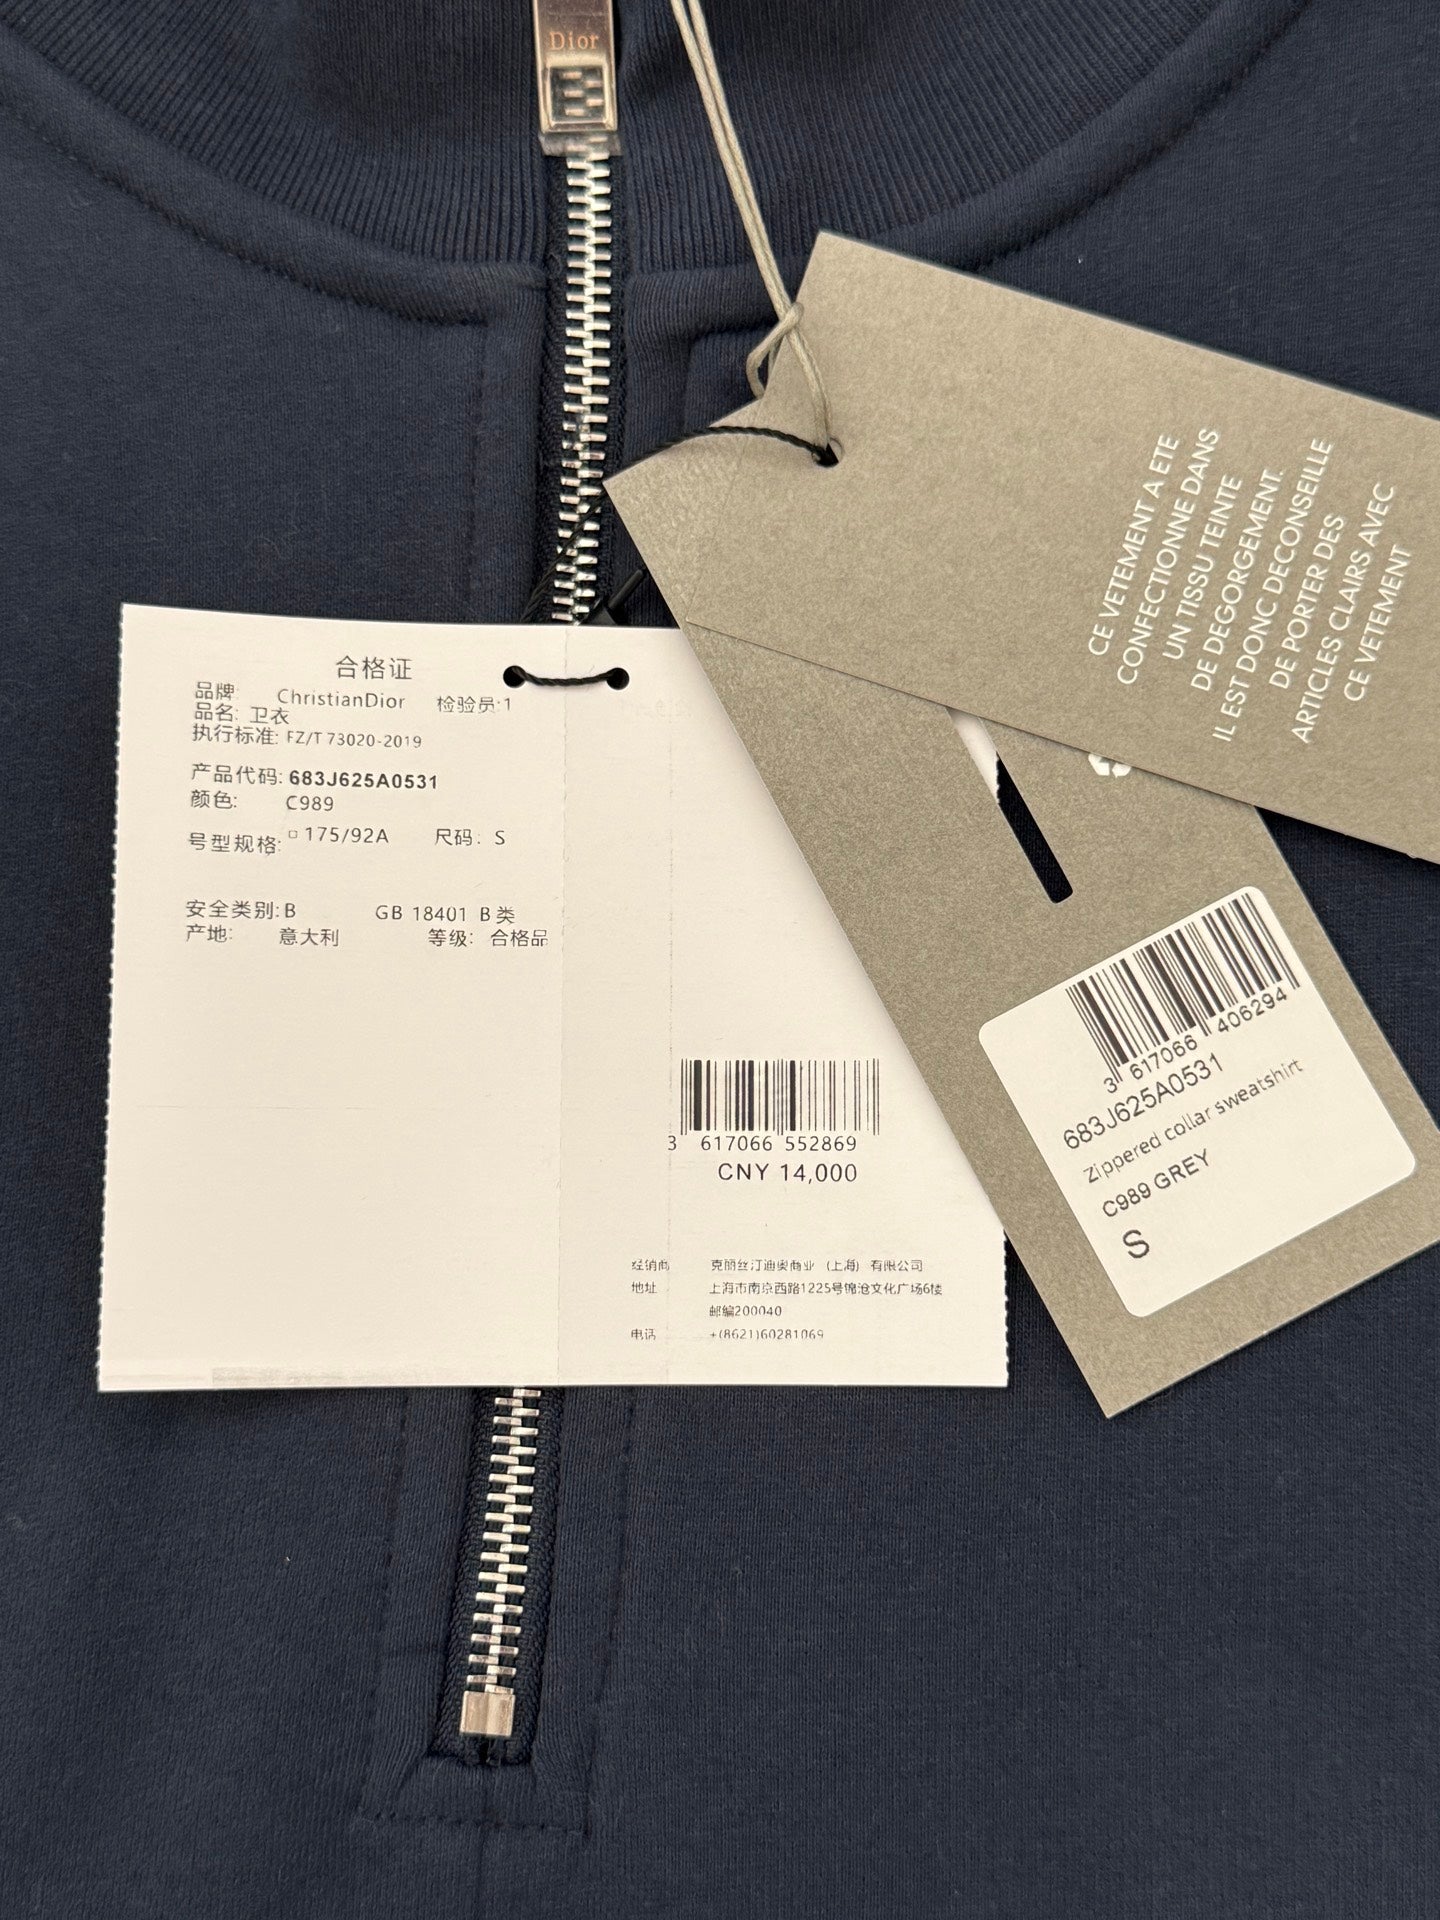 Dior
CE VETEMENT A ETE
CONFECTIONNE DANS
UN TISSU TEINTE
DE DEGORGEMENT.
IL EST DONC DECONSEILLE
DE PORTER DES
ARTICLES CLAIRS AVEC
CE VETEMENT
合格证
品牌 ChristianDior 检验员:1
品名: 卫衣
执行标准: FZ/T 73020-2019
产品代码: 683J625A0531
颜色: C989
号型规格: 175/92A 尺码: S
安全类别: B GB 18401 B 类
产地: 意大利 等级: 合格品
3 617066 552869
CNY 14,000
经销商 克丽丝汀迪奥商业 (上海) 有限公司
地址 上海市南京西路1225号锦沧文化广场6楼
邮编200040
电话 +(8621)60281069
3 617066 406294
683J625A0531
Zippered collar sweatshirt
C989 GREY
S